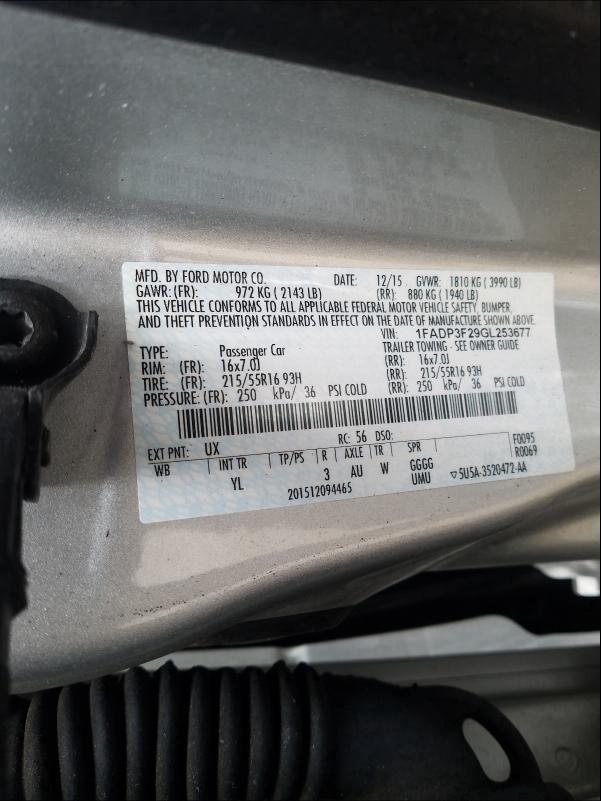 MFD. BY FORD MOTOR CO. DATE: 12/15 GVWR: 1810 KG ( 3990 LB)
GAWR:(FR): 972 KG ( 2143 LB) (RR): 880 KG ( 1940 LB)
THIS VEHICLE CONFORMS TO ALL APPLICABLE FEDERAL MOTOR VEHICLE SAFETY, BUMPER,
AND THEFT PREVENTION STANDARDS IN EFFECT ON THE DATE OF MANUFACTURE SHOWN ABOVE.
VIN: 1FADP3F29GL253677
TYPE: Passenger Car TRAILER TOWING - SEE OWNER GUIDE
RIM: (FR): 16x7.0J (RR): 16x7.0J
TIRE: (FR): 215/55R16 93H (RR): 215/55R16 93H
PRESSURE: (FR): 250 kPa/ 36 PSI COLD (RR): 250 kPa/ 36 PSI COLD
EXT PNT: UX RC: 56 DSO: F0095
WB INT TR TP/PS R AXLE TR SPR R0069
YL 3 AU W GGGG
201512094465 UMU ▽5U5A-3520472-AA